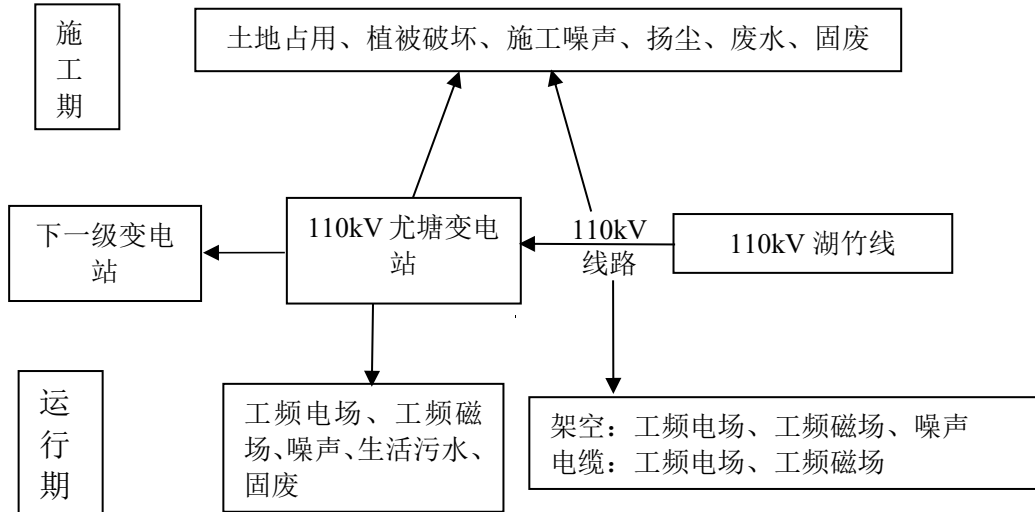 施
工
期
土地占用、植被破坏、施工噪声、扬尘、废水、固废
下一级变电
站
110kV 尤塘变电
站
110kV
线路
110kV 湖竹线
运
行
期
工频电场、工频磁
场、噪声、生活污水、
固废
架空：工频电场、工频磁场、噪声
电缆：工频电场、工频磁场